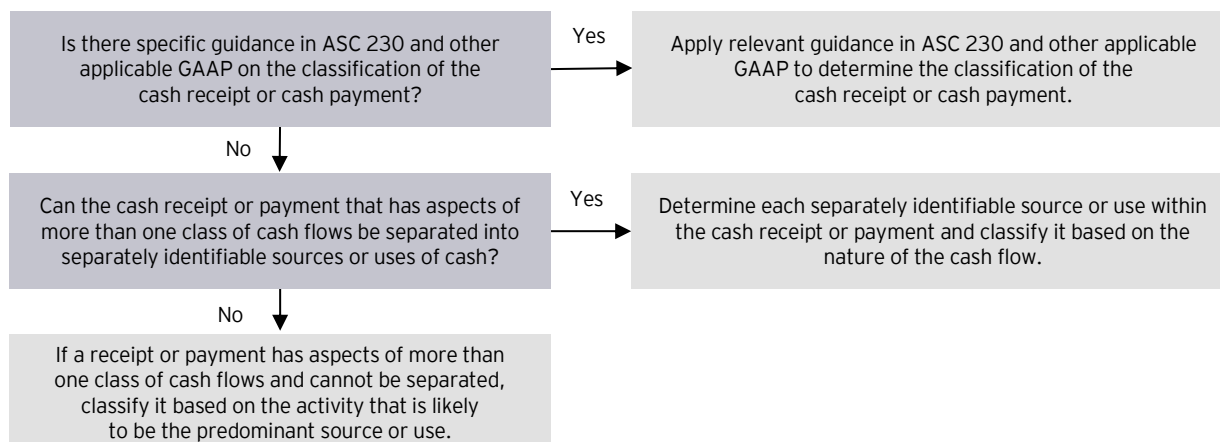 Is there specific guidance in ASC 230 and other
applicable GAAP on the classification of the
cash receipt or cash payment?
Yes
Apply relevant guidance in ASC 230 and other applicable
GAAP to determine the classification of the
cash receipt or cash payment.
No
Can the cash receipt or payment that has aspects of
more than one class of cash flows be separated into
separately identifiable sources or uses of cash?
Yes
Determine each separately identifiable source or use within
the cash receipt or payment and classify it based on the
nature of the cash flow.
No
If a receipt or payment has aspects of more than
one class of cash flows and cannot be separated,
classify it based on the activity that is likely
to be the predominant source or use.